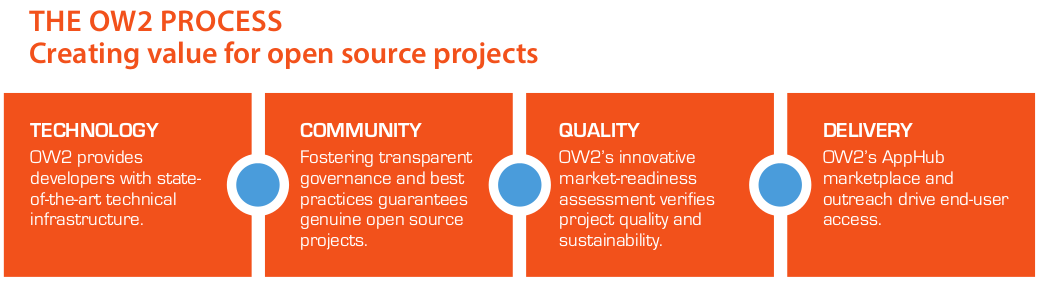 THE OW2 PROCESS
Creating value for open source projects
TECHNOLOGY
OW2 provides
developers with state-
of-the-art technical
infrastructure.
COMMUNITY
Fostering transparent
governance and best
practices guarantees
genuine open source
projects.
QUALITY
OW2's innovative
market-readiness
assessment verifies
project quality and
sustainability.
DELIVERY
OW2's AppHub
marketplace and
outreach drive end-user
access.